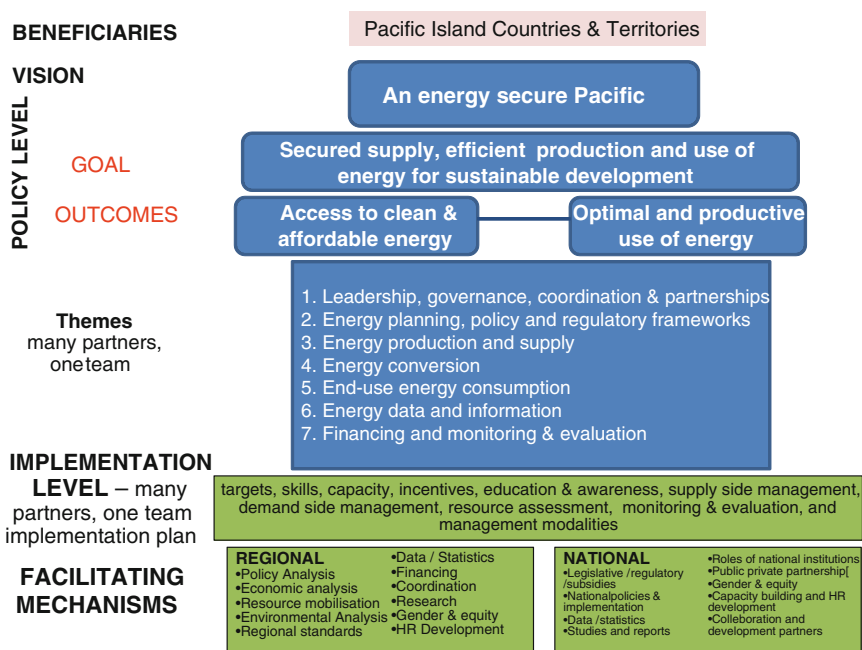 BENEFICIARIES
Pacific Island Countries & Territories
VISION
An energy secure Pacific
POLICY LEVEL
GOAL
Secured supply, efficient production and use of
energy for sustainable development
OUTCOMES
Access to clean &
affordable energy
Optimal and productive
use of energy
Themes
many partners,
oneteam
1. Leadership, governance, coordination & partnerships
2. Energy planning, policy and regulatory frameworks
3. Energy production and supply
4. Energy conversion
5. End-use energy consumption
6. Energy data and information
7. Financing and monitoring & evaluation
IMPLEMENTATION
LEVEL – many
partners, one team
implementation plan
targets, skills, capacity, incentives, education & awareness, supply side management,
demand side management, resource assessment, monitoring & evaluation, and
management modalities
FACILITATING
MECHANISMS
REGIONAL
•Policy Analysis
•Economic analysis
•Resource mobilisation
•Environmental Analysis
•Regional standards
•Data / Statistics
•Financing
•Coordination
•Research
•Gender & equity
•HR Development
NATIONAL
•Legislative /regulatory
/subsidies
•Nationalpolicies &
implementation
•Data /statistics
•Studies and reports
•Roles of national institutions
•Public private partnership[
•Gender & equity
•Capacity building and HR
development
•Colleboration and
development partners